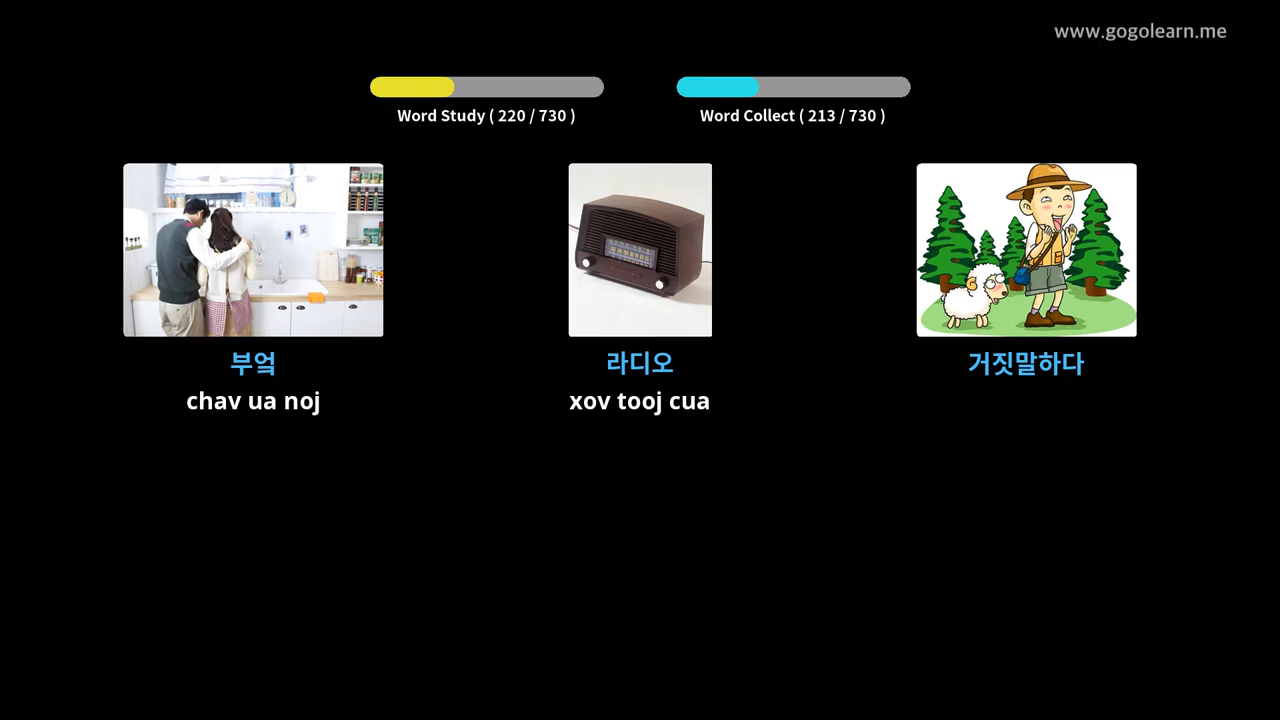 www.gogolearn.me
Word Study ( 220 / 730 )
Word Collect ( 213 / 730 )
부엌
chav ua noj
라디오
xov tooj cua
거짓말하다